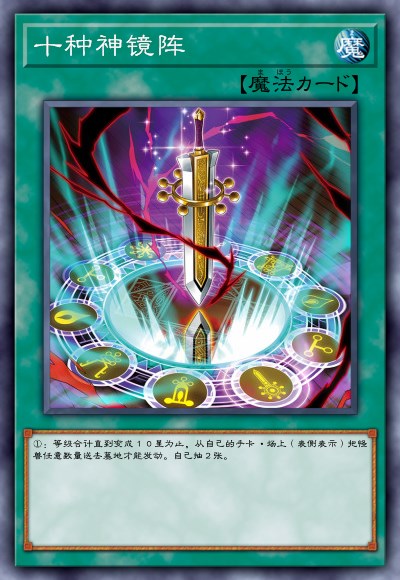 十种神镜阵
魔
【魔法カード】
まほう
①：等级合计直到变成１０星为止，从自己的手卡·场上（表侧表示）把怪
兽任意数量送去墓地才能发动。自己抽２张。